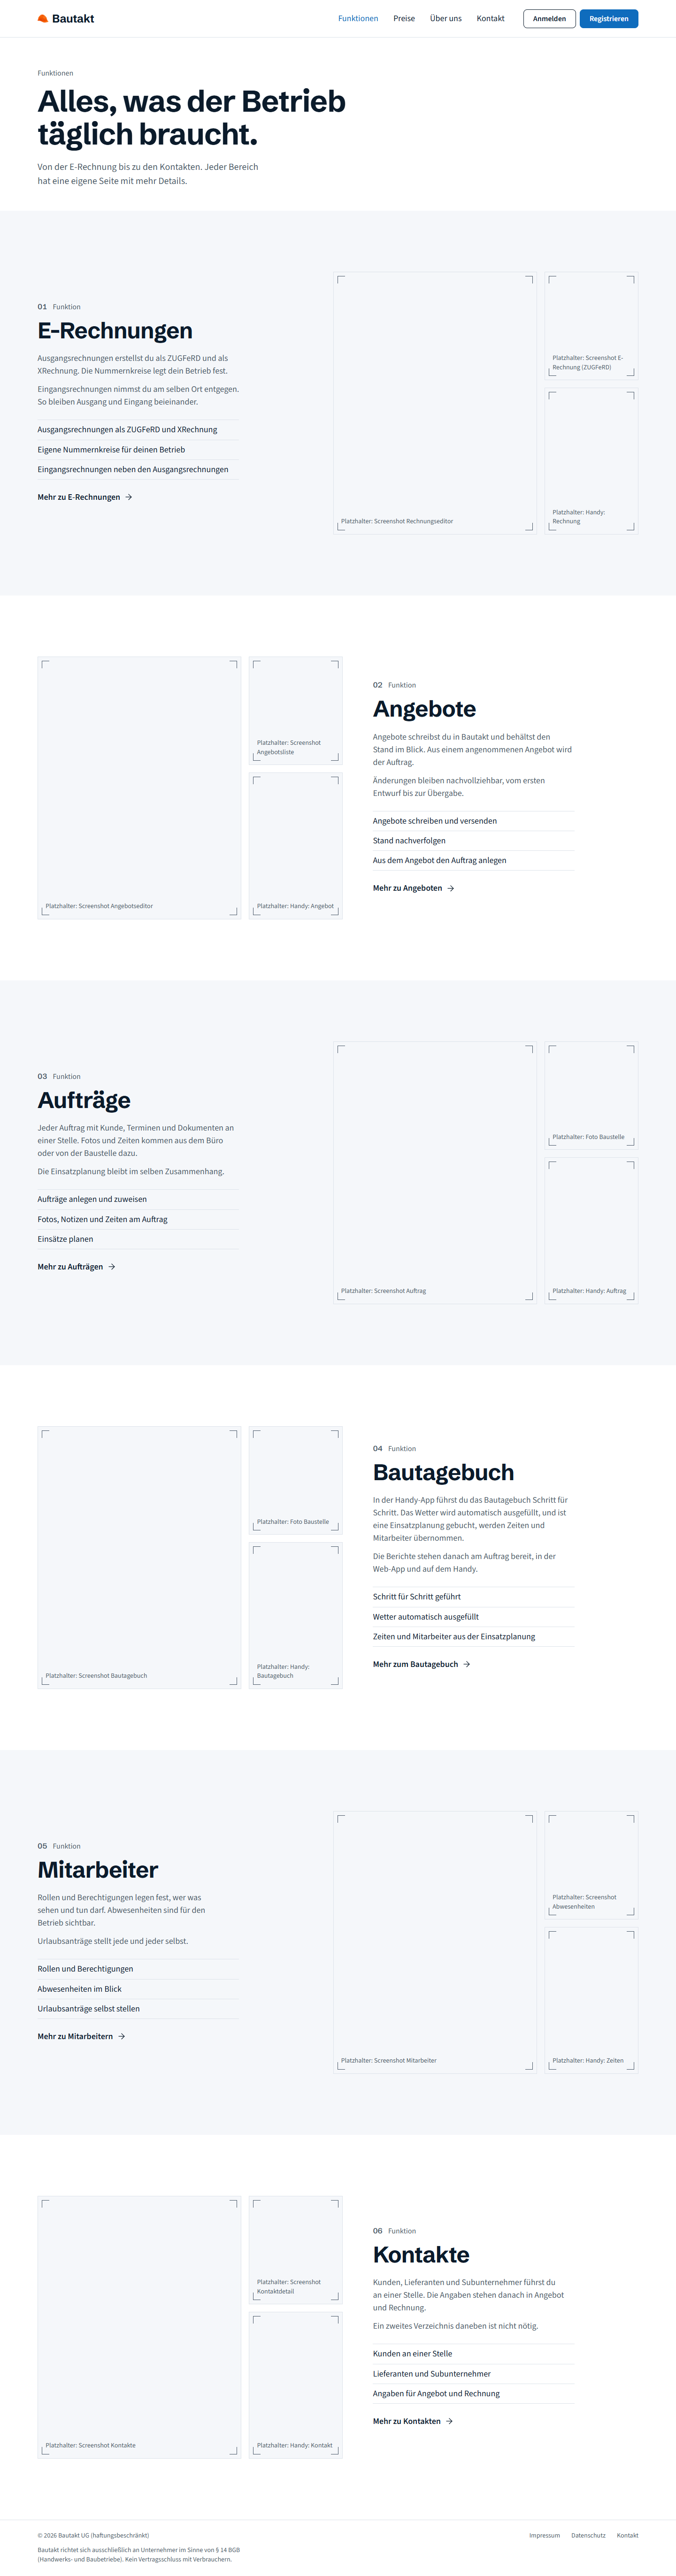 Bautakt
Funktionen Preise Über uns Kontakt Anmelden Registrieren
Funktionen
Alles, was der Betrieb
täglich braucht.
Von der E-Rechnung bis zu den Kontakten. Jeder Bereich
hat eine eigene Seite mit mehr Details.
01 Funktion
E-Rechnungen
Ausgangsrechnungen erstellst du als ZUGFeRD und als
XRechnung. Die Nummernkreise legt dein Betrieb fest.
Eingangsrechnungen nimmst du am selben Ort entgegen.
So bleiben Ausgang und Eingang beieinander.
Ausgangsrechnungen als ZUGFeRD und XRechnung
Eigene Nummernkreise für deinen Betrieb
Eingangsrechnungen neben den Ausgangsrechnungen
Mehr zu E-Rechnungen →
Platzhalter: Screenshot Rechnungseditor
Platzhalter: Screenshot E-
Rechnung (ZUGFeRD)
Platzhalter: Handy:
Rechnung
Platzhalter: Screenshot Angebotseditor
Platzhalter: Screenshot
Angebotsliste
Platzhalter: Handy: Angebot
02 Funktion
Angebote
Angebote schreibst du in Bautakt und behältst den
Stand im Blick. Aus einem angenommenen Angebot wird
der Auftrag.
Änderungen bleiben nachvollziehbar, vom ersten
Entwurf bis zur Übergabe.
Angebote schreiben und versenden
Stand nachverfolgen
Aus dem Angebot den Auftrag anlegen
Mehr zu Angeboten →
03 Funktion
Aufträge
Jeder Auftrag mit Kunde, Terminen und Dokumenten an
einer Stelle. Fotos und Zeiten kommen aus dem Büro
oder von der Baustelle dazu.
Die Einsatzplanung bleibt im selben Zusammenhang.
Aufträge anlegen und zuweisen
Fotos, Notizen und Zeiten am Auftrag
Einsätze planen
Mehr zu Aufträgen →
Platzhalter: Screenshot Auftrag
Platzhalter: Foto Baustelle
Platzhalter: Handy: Auftrag
Platzhalter: Screenshot Bautagebuch
Platzhalter: Foto Baustelle
Platzhalter: Handy:
Bautagebuch
04 Funktion
Bautagebuch
In der Handy-App führst du das Bautagebuch Schritt für
Schritt. Das Wetter wird automatisch ausgefüllt, und ist
eine Einsatzplanung gebucht, werden Zeiten und
Mitarbeiter übernommen.
Die Berichte stehen danach am Auftrag bereit, in der
Web-App und auf dem Handy.
Schritt für Schritt geführt
Wetter automatisch ausgefüllt
Zeiten und Mitarbeiter aus der Einsatzplanung
Mehr zum Bautagebuch →
05 Funktion
Mitarbeiter
Rollen und Berechtigungen legen fest, wer was
sehen und tun darf. Abwesenheiten sind für den
Betrieb sichtbar.
Urlaubsanträge stellt jede und jeder selbst.
Rollen und Berechtigungen
Abwesenheiten im Blick
Urlaubsanträge selbst stellen
Mehr zu Mitarbeitern →
Platzhalter: Screenshot Mitarbeiter
Platzhalter: Screenshot
Abwesenheiten
Platzhalter: Handy: Zeiten
Platzhalter: Screenshot Kontakte
Platzhalter: Screenshot
Kontaktdetail
Platzhalter: Handy: Kontakt
06 Funktion
Kontakte
Kunden, Lieferanten und Subunternehmer führst du
an einer Stelle. Die Angaben stehen danach in Angebot
und Rechnung.
Ein zweites Verzeichnis daneben ist nicht nötig.
Kunden an einer Stelle
Lieferanten und Subunternehmer
Angaben für Angebot und Rechnung
Mehr zu Kontakten →
© 2026 Bautakt UG (haftungsbeschränkt)
Impressum Datenschutz Kontakt
Bautakt richtet sich ausschließlich an Unternehmer im Sinne von § 14 BGB
(Handwerks- und Baubetriebe). Kein Vertragsschluss mit Verbrauchern.